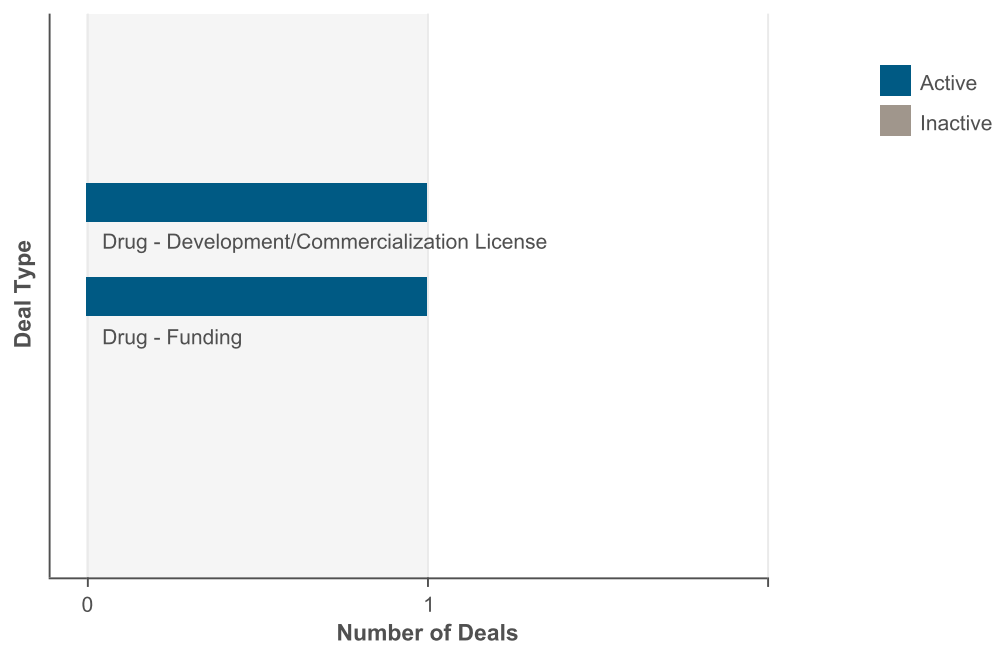 Active
Inactive
Drug - Development/Commercialization License
Drug - Funding
Deal Type
0
1
Number of Deals